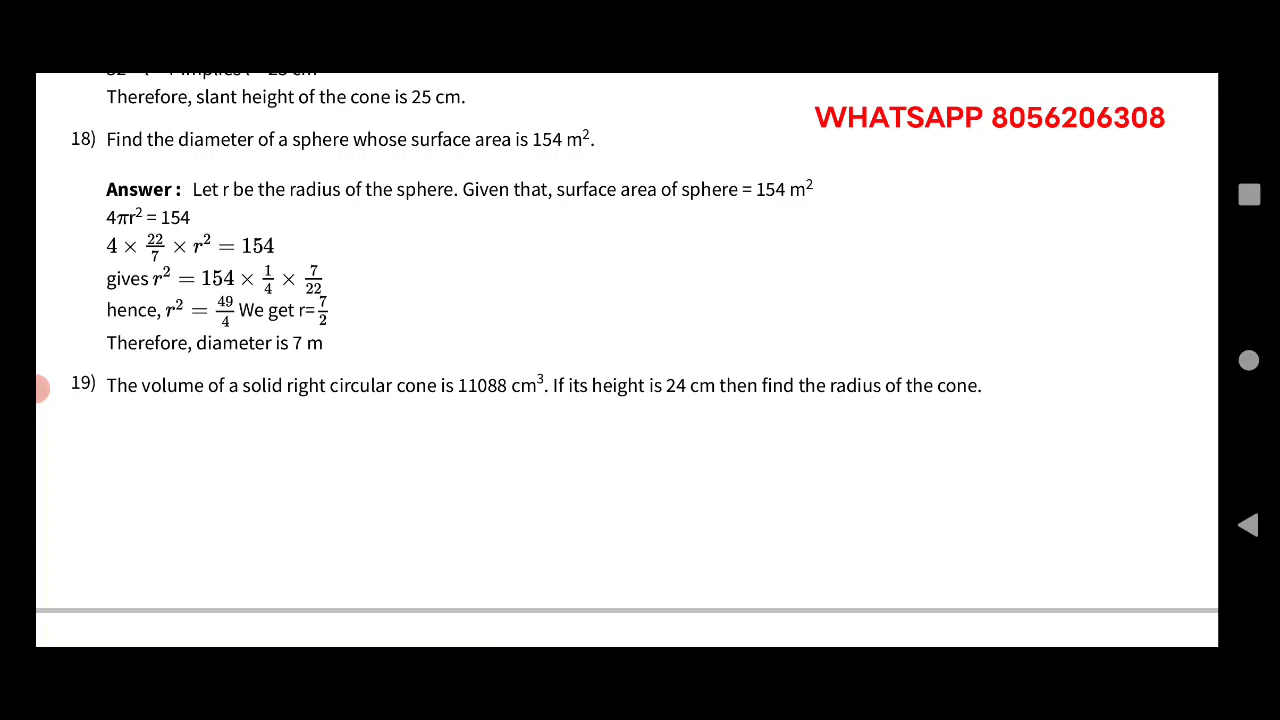 Therefore, slant height of the cone is 25 cm.
WHATSAPP 8056206308
18) Find the diameter of a sphere whose surface area is 154 m².
Answer : Let r be the radius of the sphere. Given that, surface area of sphere = 154 m²
4πr² = 154
4 × 22/7 × r² = 154
gives r² = 154 × 1/4 × 7/22
hence, r² = 49/4 We get r=7/2
Therefore, diameter is 7 m
19) The volume of a solid right circular cone is 11088 cm³. If its height is 24 cm then find the radius of the cone.